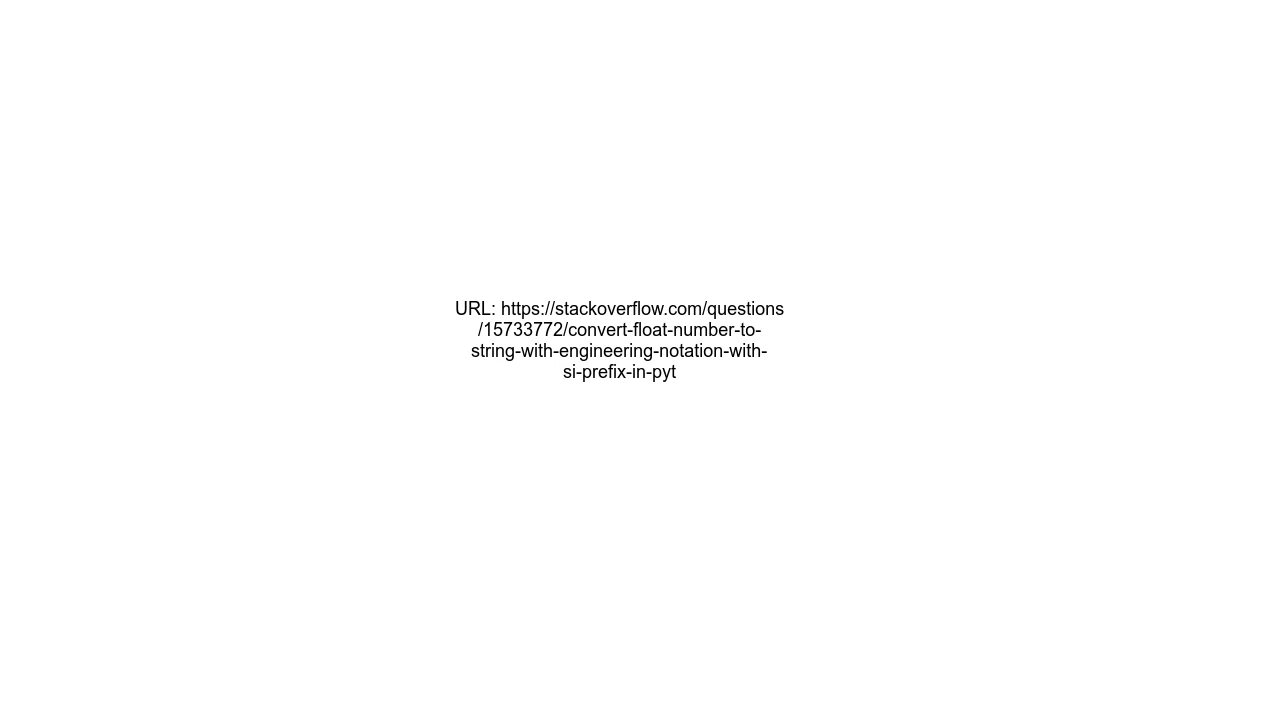 URL: https://stackoverflow.com/questions
/15733772/convert-float-number-to-
string-with-engineering-notation-with-
si-prefix-in-pyt